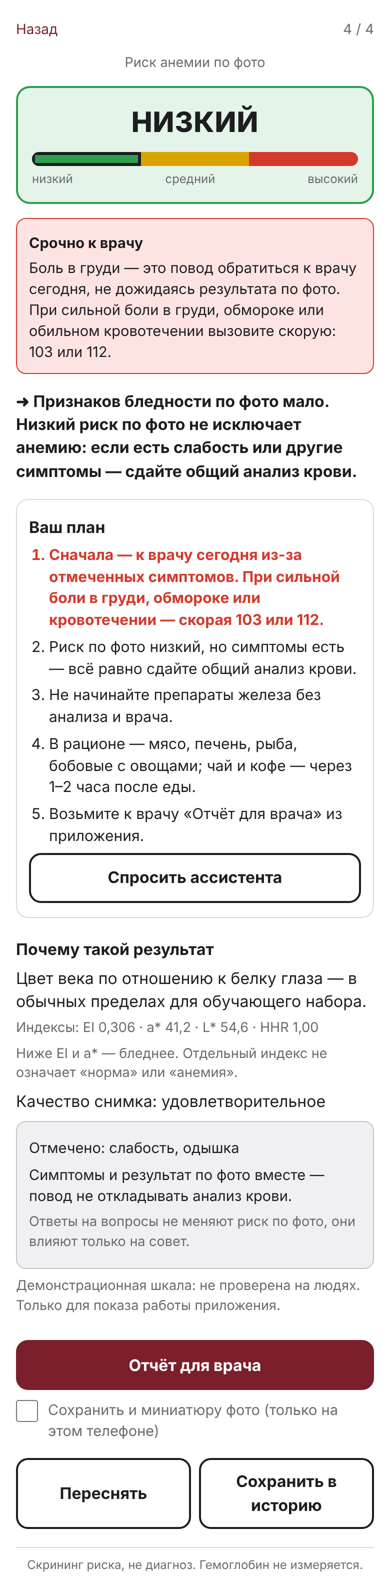 Назад
4 / 4
Риск анемии по фото
низкий
низкий
средний
высокий
Срочно к врачу
Боль в груди — это повод обратиться к врачу
сегодня, не дожидаясь результата по фото.
При сильной боли в груди, обмороке или
обильном кровотечении вызовите скорую:
103 или 112.
➜ Признаков бледности по фото мало.
Низкий риск по фото не исключает
анемию: если есть слабость или другие
симптомы — сдайте общий анализ крови.
Ваш план
1. Сначала — к врачу сегодня из-за
отмеченных симптомов. При сильной
боли в груди, обмороке или
кровотечении — скорая 103 или 112.
2. Риск по фото низкий, но симптомы есть
— всё равно сдайте общий анализ крови.
3. Не начинайте препараты железа без
анализа и врача.
4. В рационе — мясо, печень, рыба,
бобовые с овощами; чай и кофе — через
1–2 часа после еды.
5. Возьмите к врачу «Отчёт для врача» из
приложения.
Спросить ассистента
Почему такой результат
Цвет века по отношению к белку глаза — в
обычных пределах для обучающего набора.
Индексы: EI 0,306 · a* 41,2 · L* 54,6 · HHR 1,00
Ниже EI и a* — бледнее. Отдельный индекс не
означает «норма» или «анемия».
Качество снимка: удовлетворительное
Отмечено: слабость, одышка
Симптомы и результат по фото вместе —
повод не откладывать анализ крови.
Ответы на вопросы не меняют риск по фото, они
влияют только на совет.
Демонстрационная шкала: не проверена на людях.
Только для показа работы приложения.
Отчёт для врача
Сохранить и миниатюру фото (только на
этом телефоне)
Переснять
Сохранить в
историю
Скрининг риска, не диагноз. Гемоглобин не измеряется.